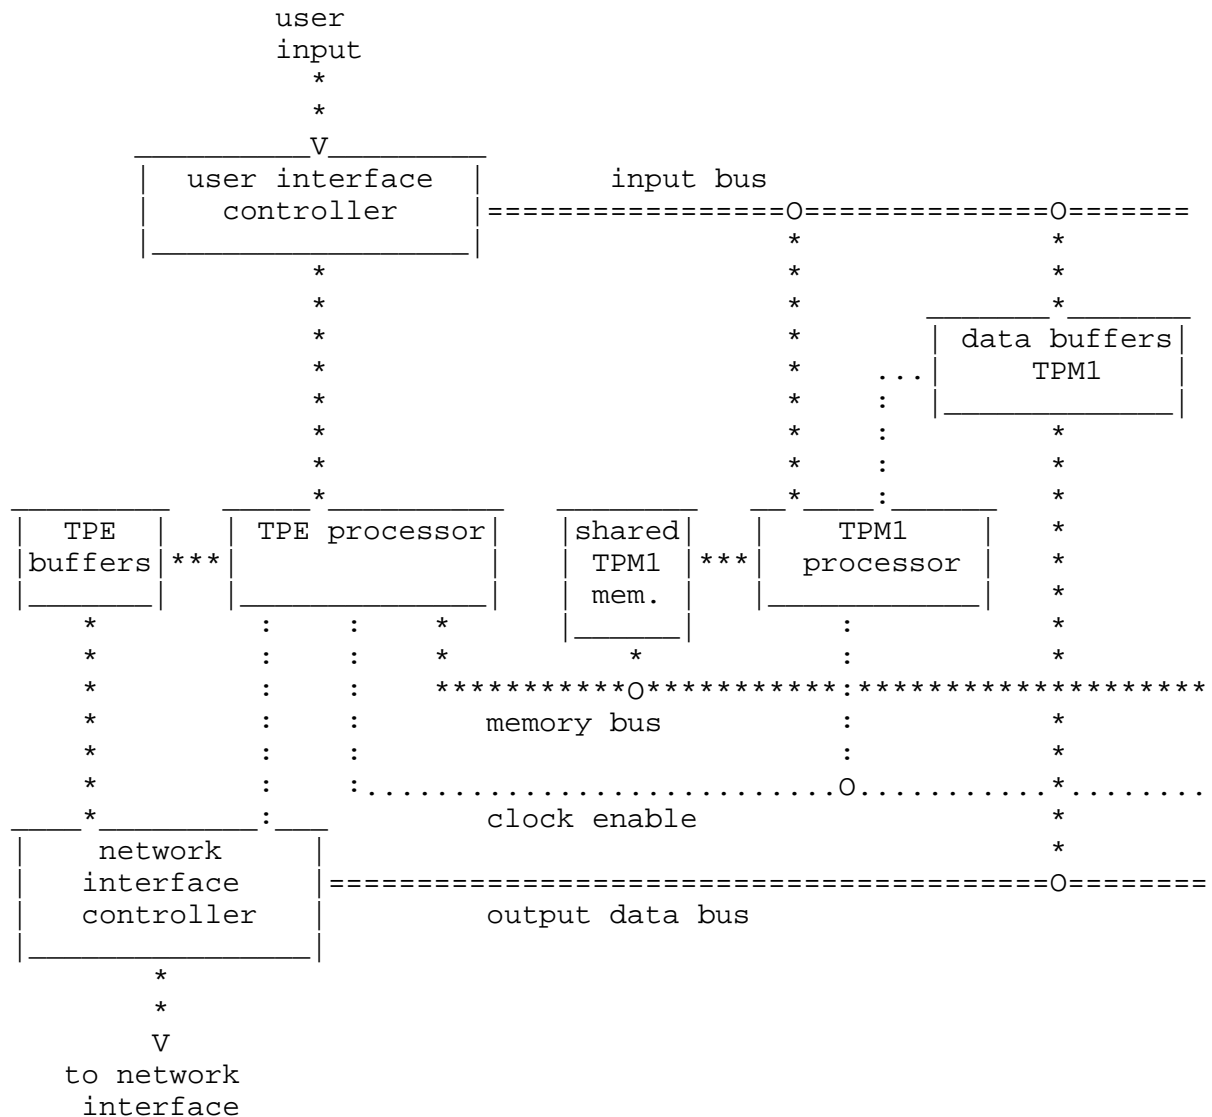 user
input
user interface
controller
input bus
data buffers
TPM1
TPE
buffers
TPE processor
shared
TPM1
mem.
TPM1
processor
memory bus
clock enable
network
interface
controller
output data bus
to network
interface